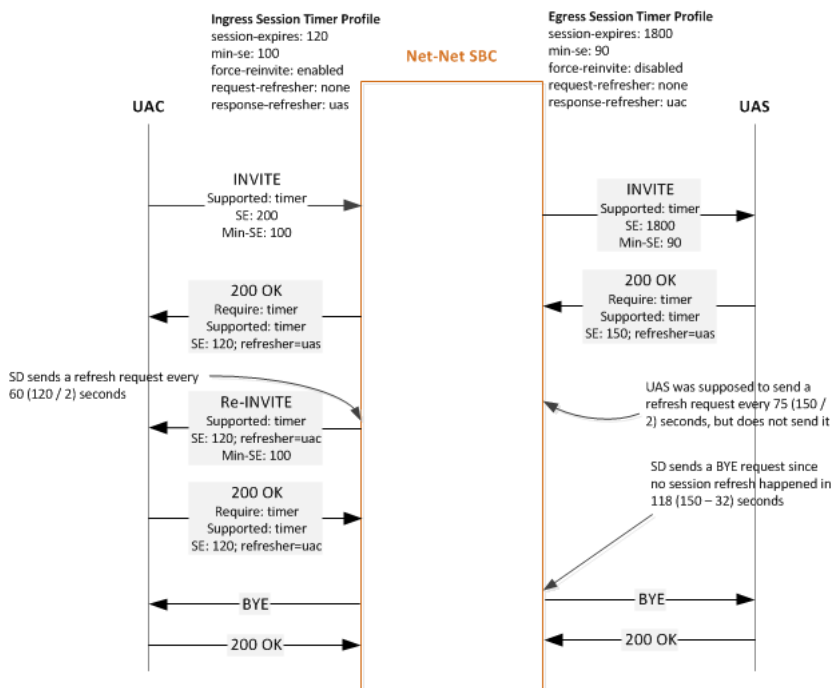 Ingress Session Timer Profile
session-expires: 120
min-se: 100
force-reinvite: enabled
request-refresher: none
response-refresher: uas
Net-Net SBC
Egress Session Timer Profile
session-expires: 1800
min-se: 90
force-reinvite: disabled
request-refresher: none
response-refresher: uac
UAC
UAS
INVITE
Supported: timer
SE: 200
Min-SE: 100
INVITE
Supported: timer
SE: 1800
Min-SE: 90
200 OK
Require: timer
Supported: timer
SE: 120; refresher=uas
200 OK
Require: timer
Supported: timer
SE: 150; refresher=uas
SD sends a refresh request every
60 (120 / 2) seconds
UAS was supposed to send a
refresh request every 75 (150 /
2) seconds, but does not send it
Re-INVITE
Supported: timer
SE: 120; refresher=uac
Min-SE: 100
SD sends a BYE request since
no session refresh happened in
118 (150 – 32) seconds
200 OK
Require: timer
Supported: timer
SE: 120; refresher=uac
BYE
BYE
200 OK
200 OK